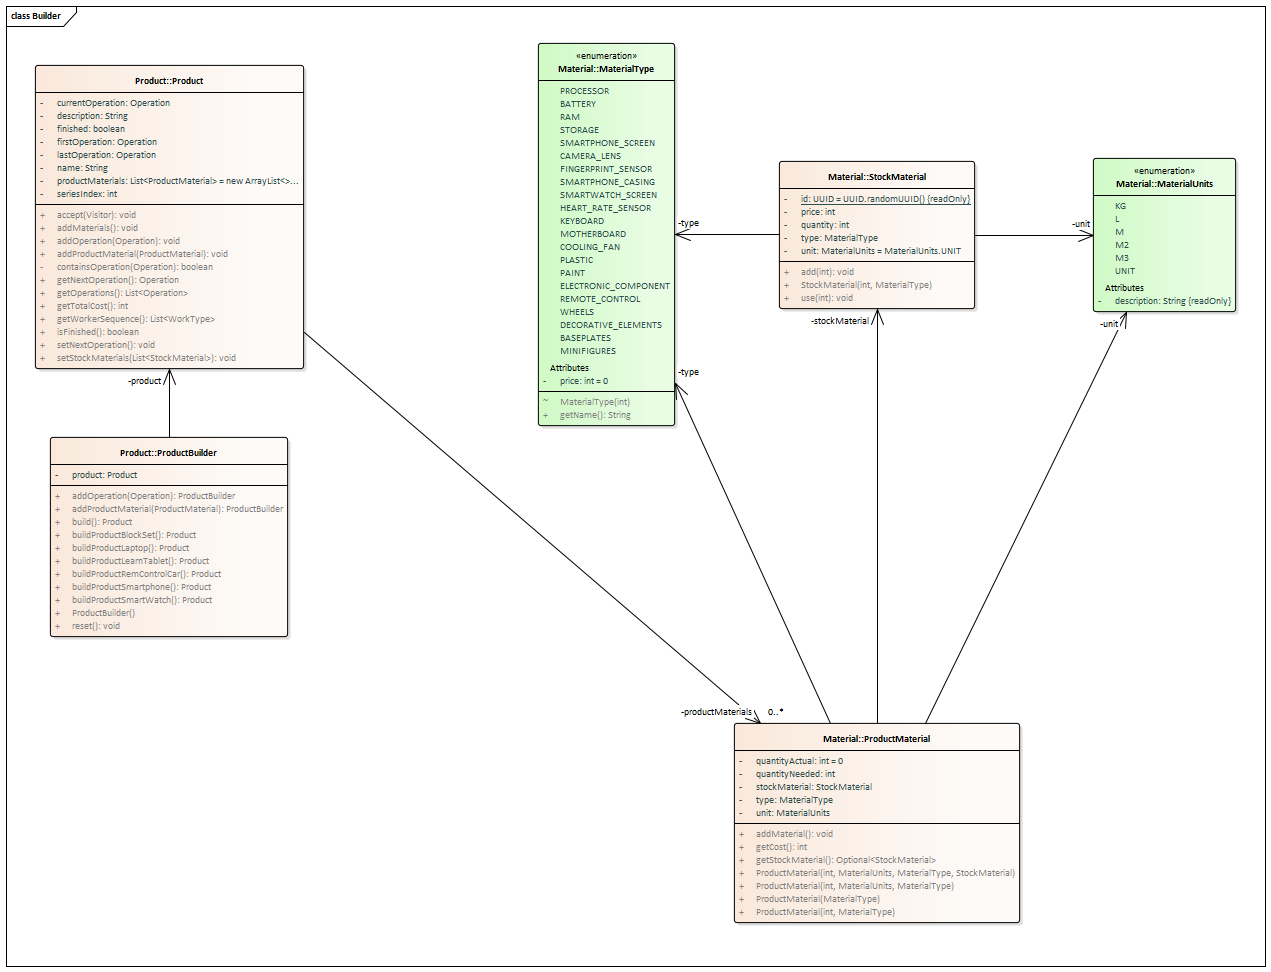 class Builder
Product::Product
- currentOperation: Operation
- description: String
- finished: boolean
- firstOperation: Operation
- lastOperation: Operation
- name: String
- productMaterials: List<ProductMaterial> = new ArrayList<>...
- seriesIndex: int
+ accept(Visitor): void
+ addMaterials(): void
+ addOperation(Operation): void
+ addProductMaterial(ProductMaterial): void
- containsOperation(Operation): boolean
+ getNextOperation(): Operation
+ getOperations(): List<Operation>
+ getTotalCost(): int
+ getWorkerSequence(): List<WorkType>
+ isFinished(): boolean
+ setNextOperation(): void
+ setStockMaterials(List<StockMaterial>): void
-product
Product::ProductBuilder
- product: Product
+ addOperation(Operation): ProductBuilder
+ addProductMaterial(ProductMaterial): ProductBuilder
+ build(): Product
+ buildProductBlockSet(): Product
+ buildProductLaptop(): Product
+ buildProductLearnTablet(): Product
+ buildProductRemControlCar(): Product
+ buildProductSmartphone(): Product
+ buildProductSmartWatch(): Product
+ ProductBuilder()
+ reset(): void
«enumeration»
Material::MaterialType
PROCESSOR
BATTERY
RAM
STORAGE
SMARTPHONE_SCREEN
CAMERA_LENS
FINGERPRINT_SENSOR
SMARTPHONE_CASING
SMARTWATCH_SCREEN
HEART_RATE_SENSOR
KEYBOARD
MOTHERBOARD
COOLING_FAN
PLASTIC
PAINT
ELECTRONIC_COMPONENT
REMOTE_CONTROL
WHEELS
DECORATIVE_ELEMENTS
BASEPLATES
MINIFIGURES
Attributes
- price: int = 0
~ MaterialType(int)
+ getName(): String
-type
-type
Material::StockMaterial
- id: UUID = UUID.randomUUID() {readOnly}
- price: int
- quantity: int
- type: MaterialType
- unit: MaterialUnits = MaterialUnits.UNIT
+ add(int): void
+ StockMaterial(int, MaterialType)
+ use(int): void
-stockMaterial
-unit
«enumeration»
Material::MaterialUnits
KG
L
M
M2
M3
UNIT
Attributes
- description: String {readOnly}
-unit
-productMaterials 0..*
Material::ProductMaterial
- quantityActual: int = 0
- quantityNeeded: int
- stockMaterial: StockMaterial
- type: MaterialType
- unit: MaterialUnits
+ addMaterial(): void
+ getCost(): int
+ getStockMaterial(): Optional<StockMaterial>
+ ProductMaterial(int, MaterialUnits, MaterialType, StockMaterial)
+ ProductMaterial(int, MaterialUnits, MaterialType)
+ ProductMaterial(MaterialType)
+ ProductMaterial(int, MaterialType)